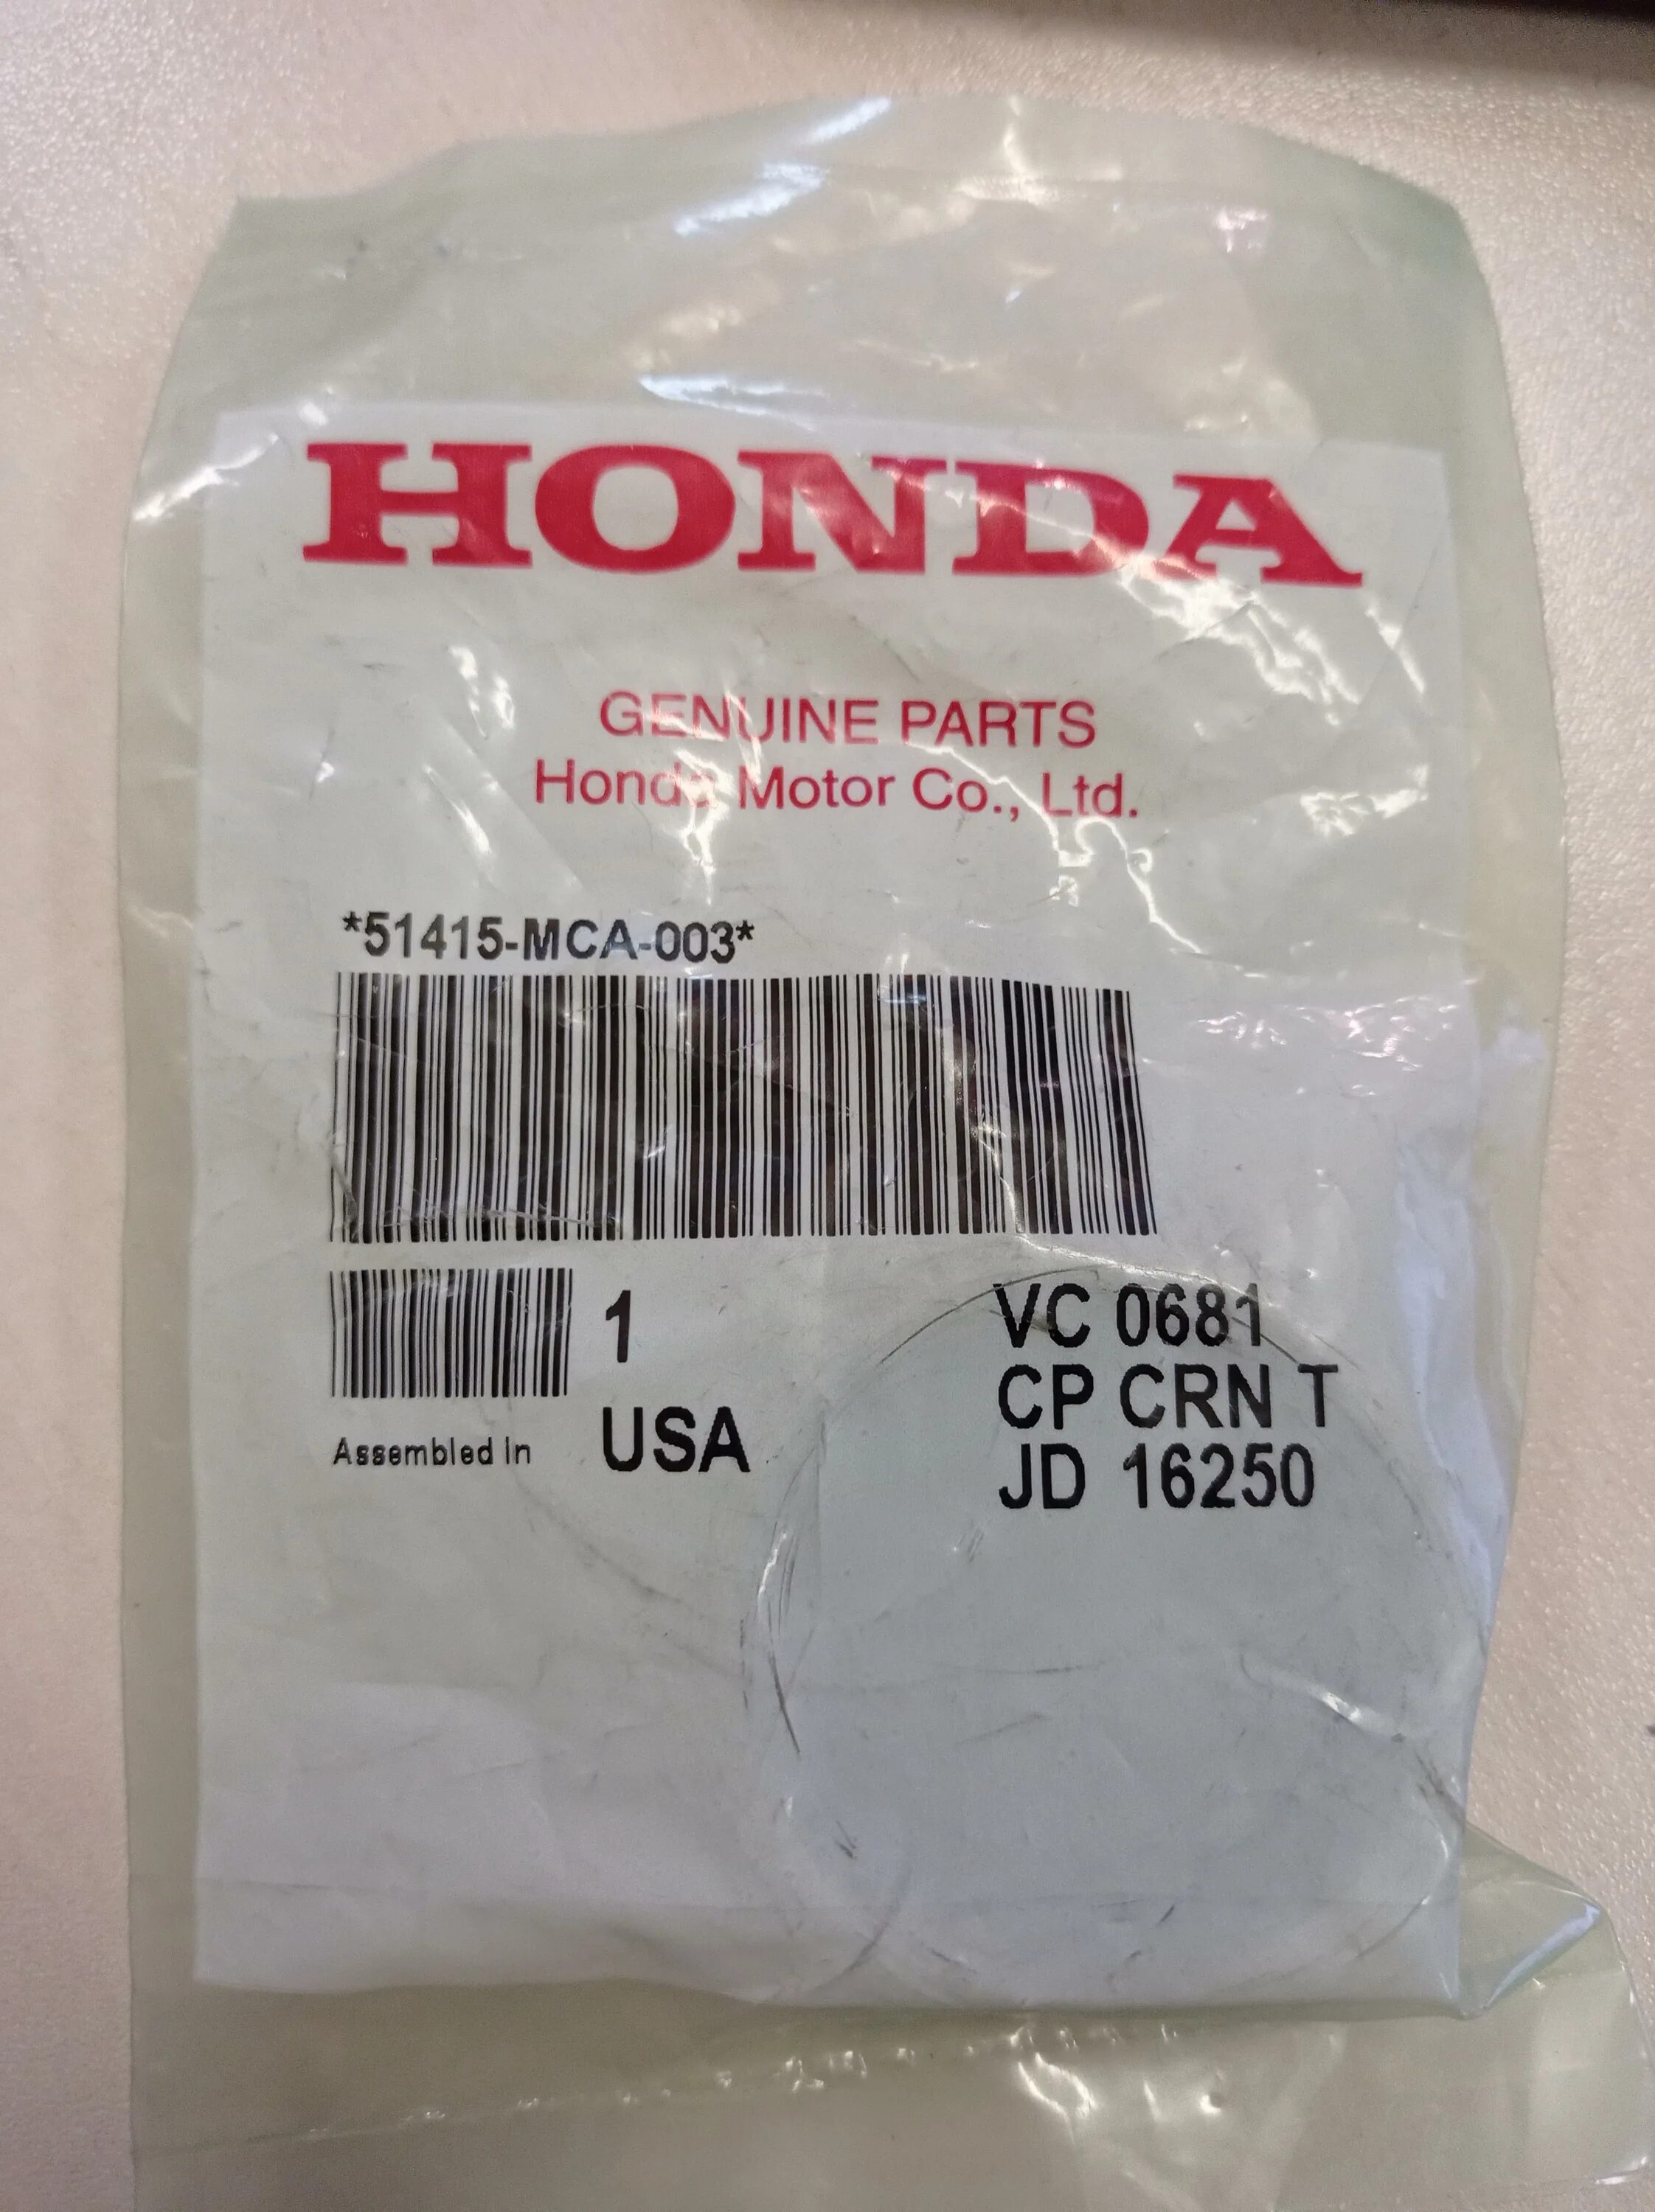 HONDA
GENUINE PARTS
Honda Motor Co., Ltd.
*51415-MCA-003*
1
Assembled In USA
VC 0681
CP CRN T
JD 16250